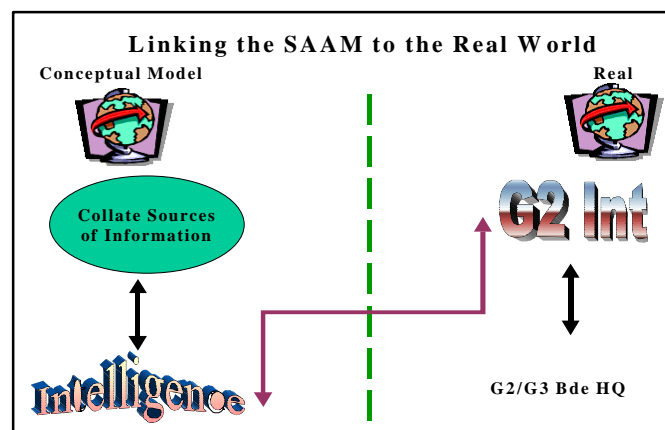 Linking the SAAM to the Real World
Conceptual Model
Real
Collate Sources
of Information
G2 Int
Intelligence
G2/G3 Bde HQ